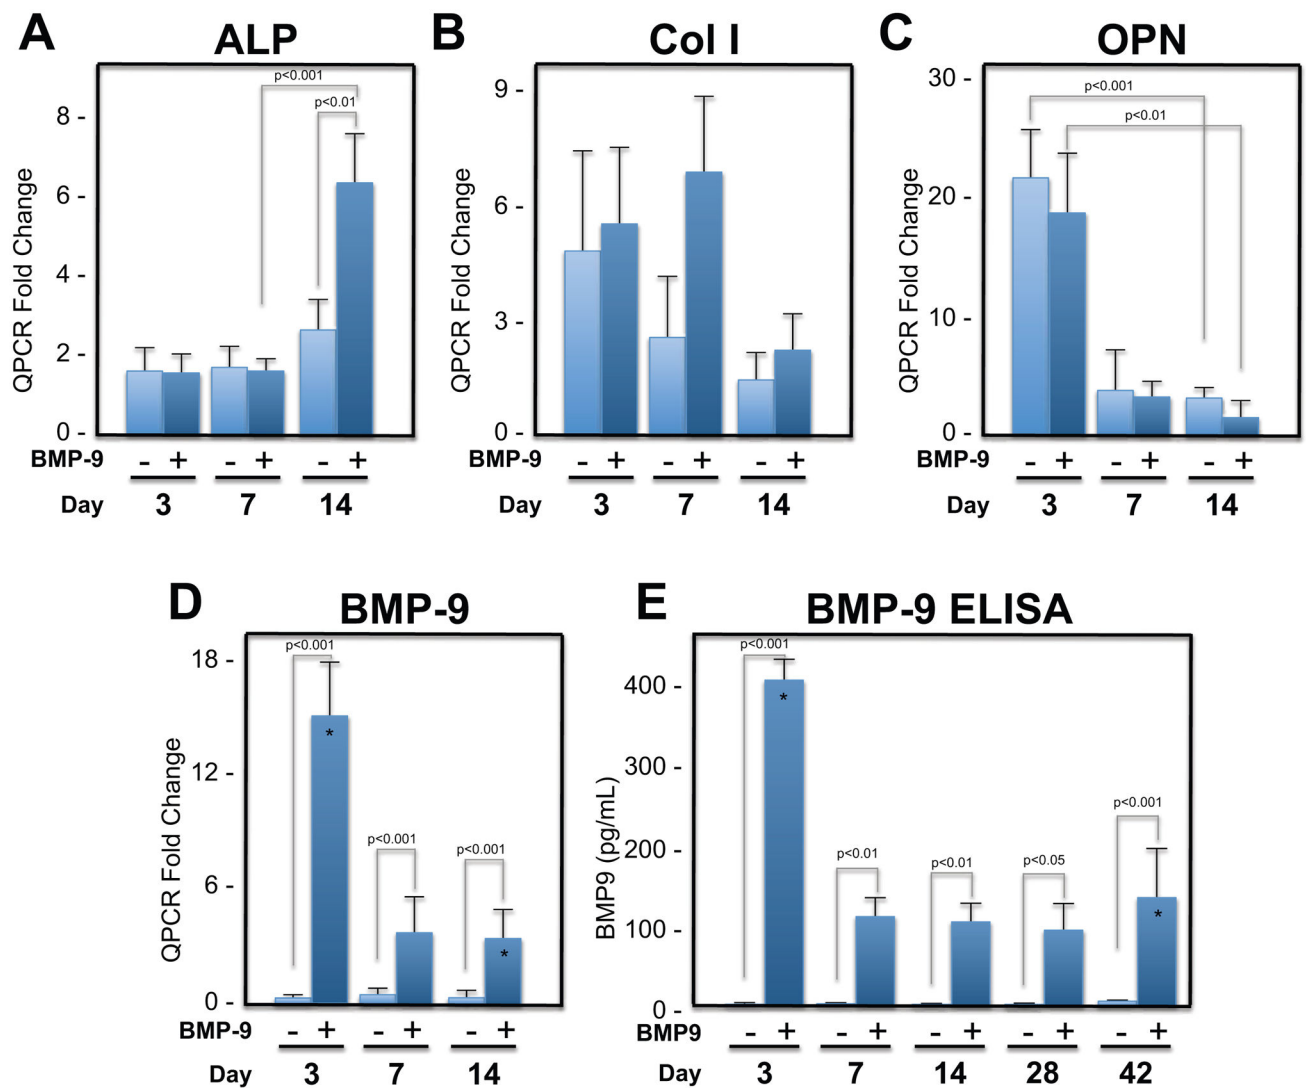 A ALP
p<0.001
p<0.01
QPCR Fold Change
8 -
6 -
4 -
2 -
0 -
BMP-9 - + - + - +
Day 3 7 14
B Col I
QPCR Fold Change
9 -
6 -
3 -
0 -
BMP-9 - + - + - +
Day 3 7 14
C OPN
p<0.001
p<0.01
QPCR Fold Change
30 -
20 -
10 -
0 -
BMP-9 - + - + - +
Day 3 7 14
D BMP-9
p<0.001
p<0.001
p<0.001
* *
QPCR Fold Change
18 -
12 -
6 -
0 -
BMP-9 - + - + - +
Day 3 7 14
E BMP-9 ELISA
p<0.001
p<0.01
p<0.01
p<0.05
p<0.001
* *
BMP9 (pg/mL)
400 -
300 -
200 -
100 -
0 -
BMP9 - + - + - + - + - +
Day 3 7 14 28 42